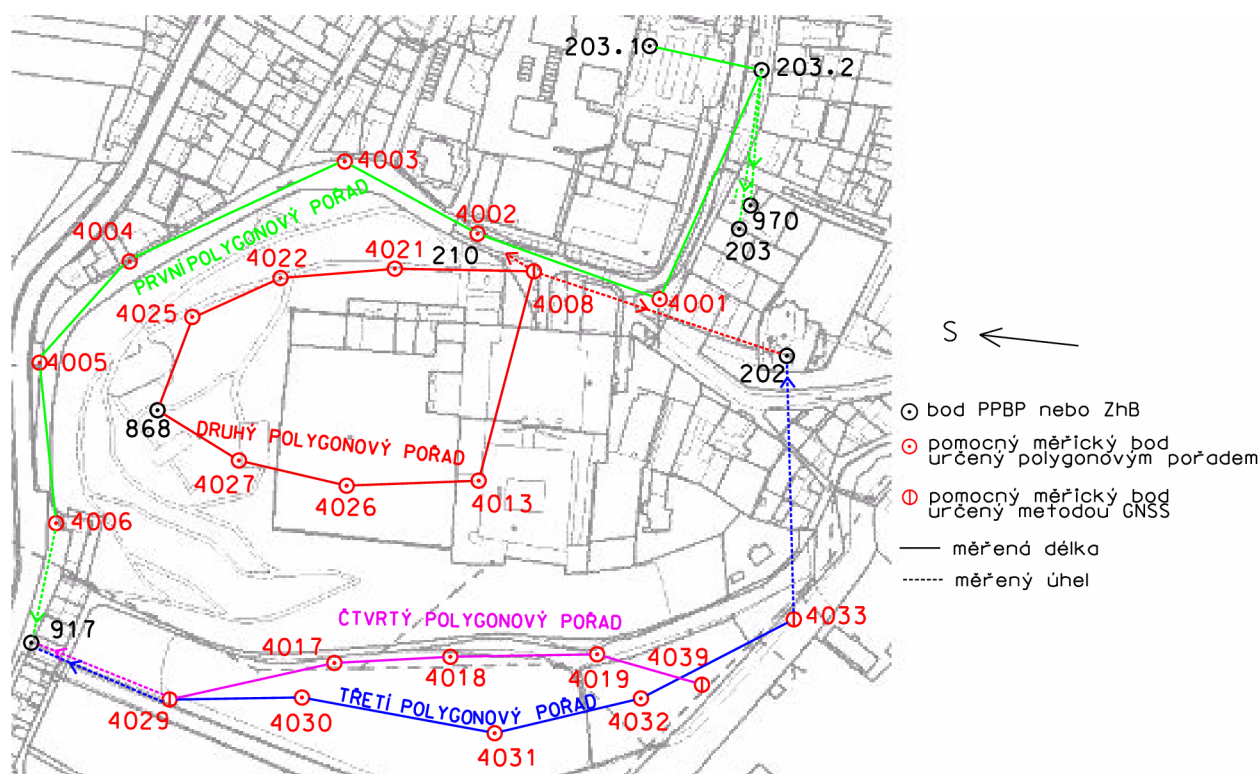 203.1
203.2
4003
4004
PRVNÍ POLYGONOVÝ POŘAD
4002
970
203
4022
4021
210
4008
4001
4025
4005
202
868
DRUHÝ POLYGONOVÝ POŘAD
4027
4026
4013
4006
917
ČTVRTÝ POLYGONOVÝ POŘAD
4033
4017
4018
4019
4039
4029
4030
TŘETÍ POLYGONOVÝ POŘAD
4031
4032
S
bod PPBP nebo ZhB
pomocný měřický bod
určený polygonovým pořadem
pomocný měřický bod
určený metodou GNSS
měřená délka
měřený úhel